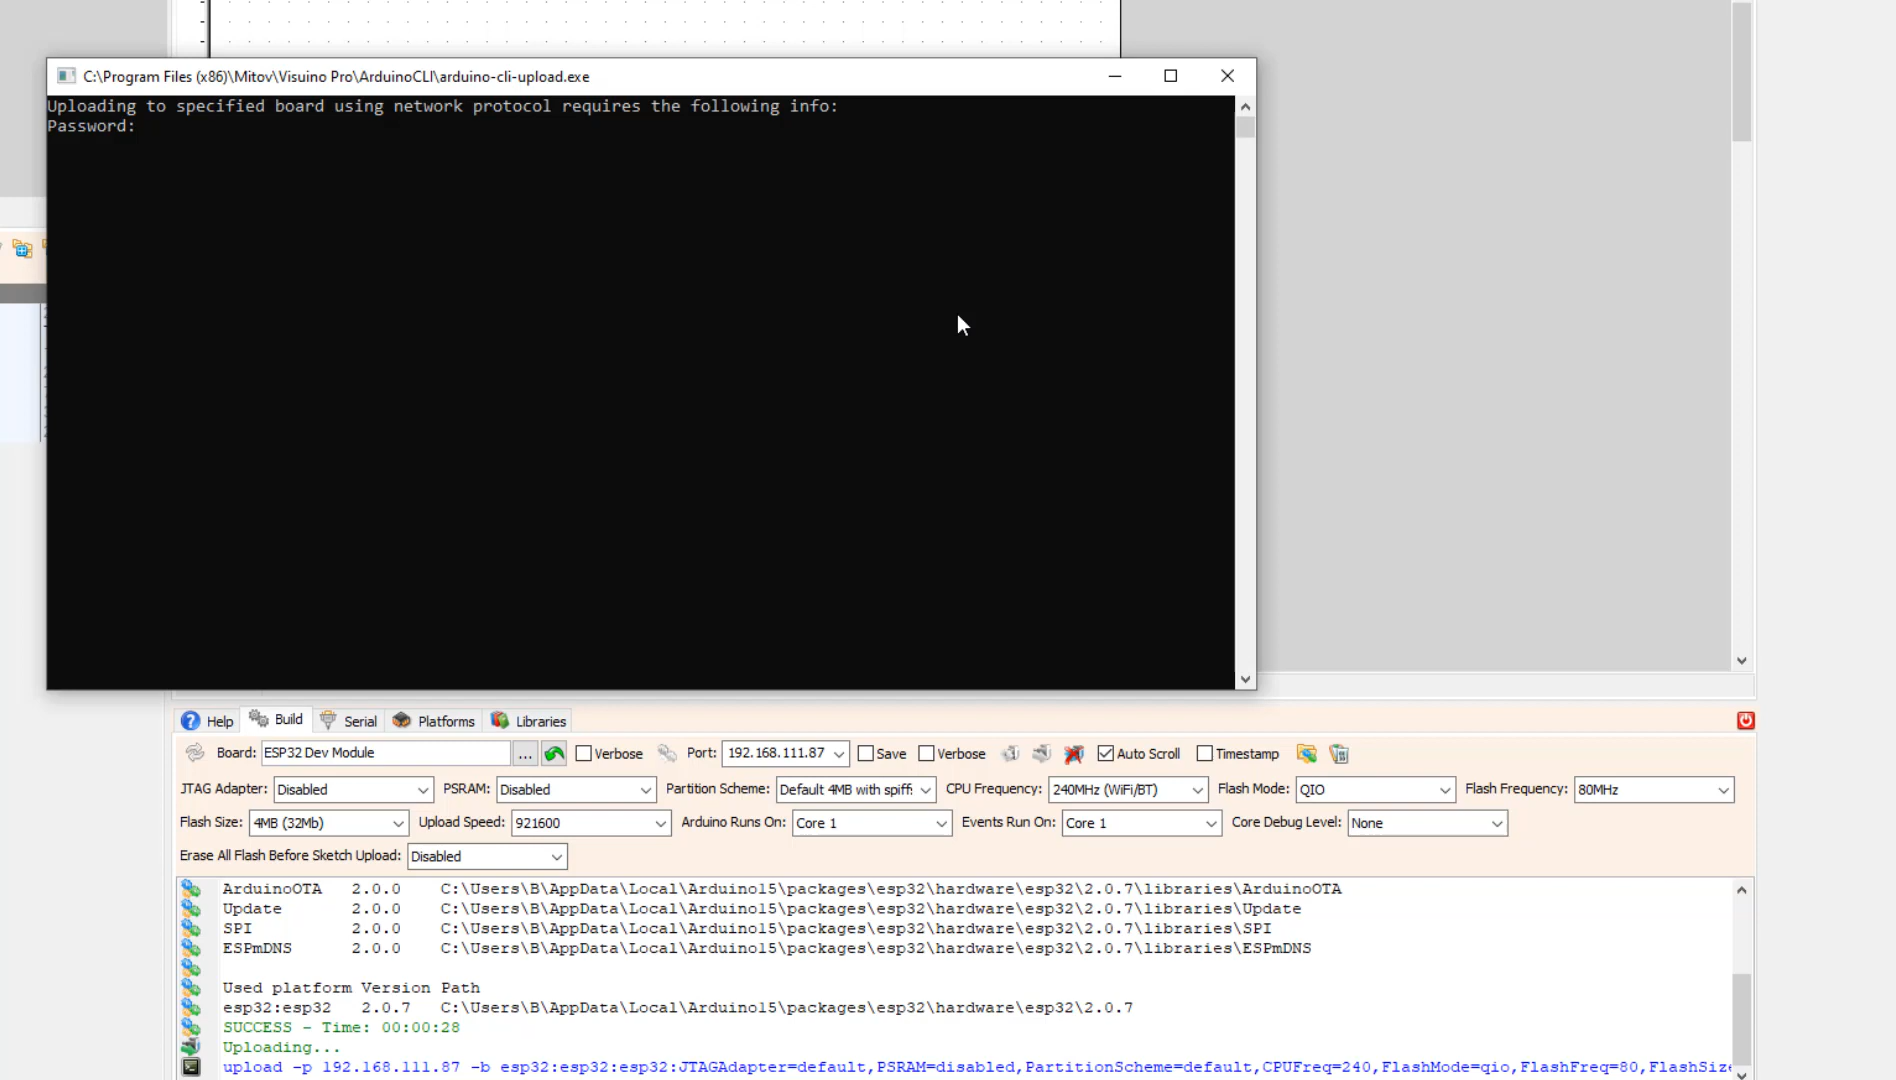 C:\Program Files (x86)\Mitov\Visuino Pro\ArduinoCLI\arduino-cli-upload.exe
Uploading to specified board using network protocol requires the following info:
Password:
Help Build Serial Platforms Libraries
Board: ESP32 Dev Module ... Verbose Port: 192.168.111.87 Save Verbose Auto Scroll Timestamp
JTAG Adapter: Disabled PSRAM: Disabled Partition Scheme: Default 4MB with spiff: CPU Frequency: 240MHz (WiFi/BT) Flash Mode: QIO Flash Frequency: 80MHz
Flash Size: 4MB (32Mb) Upload Speed: 921600 Arduino Runs On: Core 1 Events Run On: Core 1 Core Debug Level: None
Erase All Flash Before Sketch Upload: Disabled
ArduinoOTA 2.0.0 C:\Users\B\AppData\Local\Arduino15\packages\esp32\hardware\esp32\2.0.7\libraries\ArduinoOTA
Update 2.0.0 C:\Users\B\AppData\Local\Arduino15\packages\esp32\hardware\esp32\2.0.7\libraries\Update
SPI 2.0.0 C:\Users\B\AppData\Local\Arduino15\packages\esp32\hardware\esp32\2.0.7\libraries\SPI
ESPmDNS 2.0.0 C:\Users\B\AppData\Local\Arduino15\packages\esp32\hardware\esp32\2.0.7\libraries\ESPmDNS
Used platform Version Path
esp32:esp32 2.0.7 C:\Users\B\AppData\Local\Arduino15\packages\esp32\hardware\esp32\2.0.7
SUCCESS - Time: 00:00:28
Uploading...
upload -p 192.168.111.87 -b esp32:esp32:esp32:JTAGAdapter=default,PSRAM=disabled,PartitionScheme=default,CPUFreq=240,FlashMode=qio,FlashFreq=80,FlashSize